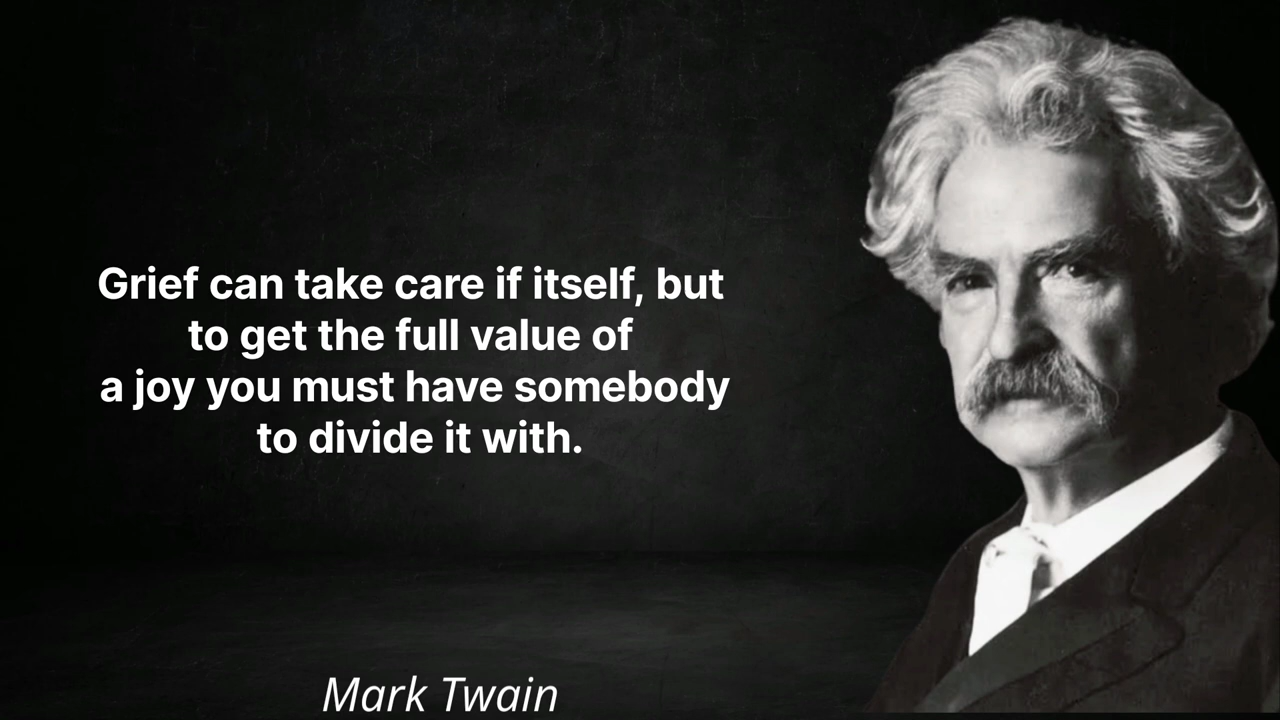 Grief can take care if itself, but
to get the full value of
a joy you must have somebody
to divide it with.
Mark Twain